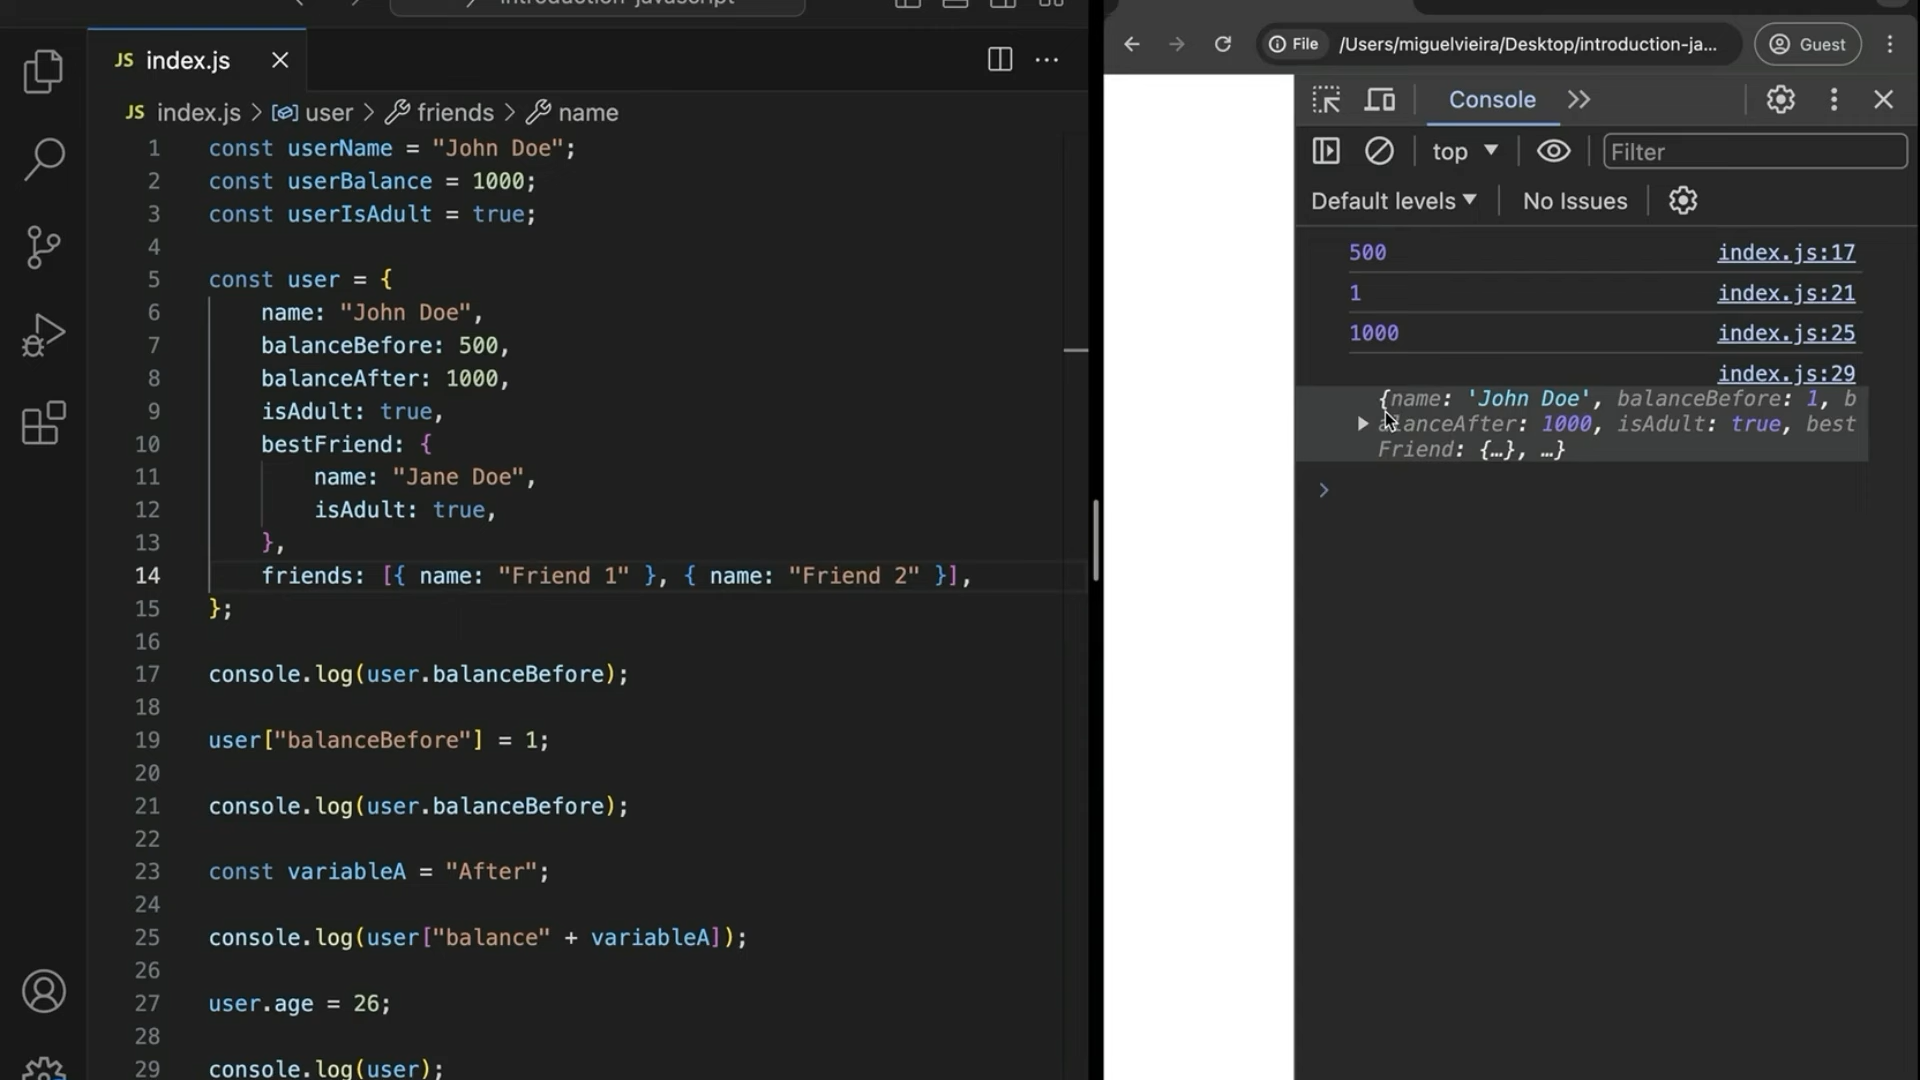 introduction-javascript
JS index.js
JS index.js > user > friends > name
1 const userName = "John Doe";
2 const userBalance = 1000;
3 const userIsAdult = true;
4
5 const user = {
6 name: "John Doe",
7 balanceBefore: 500,
8 balanceAfter: 1000,
9 isAdult: true,
10 bestFriend: {
11 name: "Jane Doe",
12 isAdult: true,
13 },
14 friends: [{ name: "Friend 1" }, { name: "Friend 2" }],
15 };
16
17 console.log(user.balanceBefore);
18
19 user["balanceBefore"] = 1;
20
21 console.log(user.balanceBefore);
22
23 const variableA = "After";
24
25 console.log(user["balance" + variableA]);
26
27 user.age = 26;
28
29 console.log(user);
File /Users/miguelvieira/Desktop/introduction-ja... Guest
Console
top Filter
Default levels No Issues
500 index.js:17
1 index.js:21
1000 index.js:25
index.js:29
{name: 'John Doe', balanceBefore: 1, b
alanceAfter: 1000, isAdult: true, best
Friend: {…}, …}
>